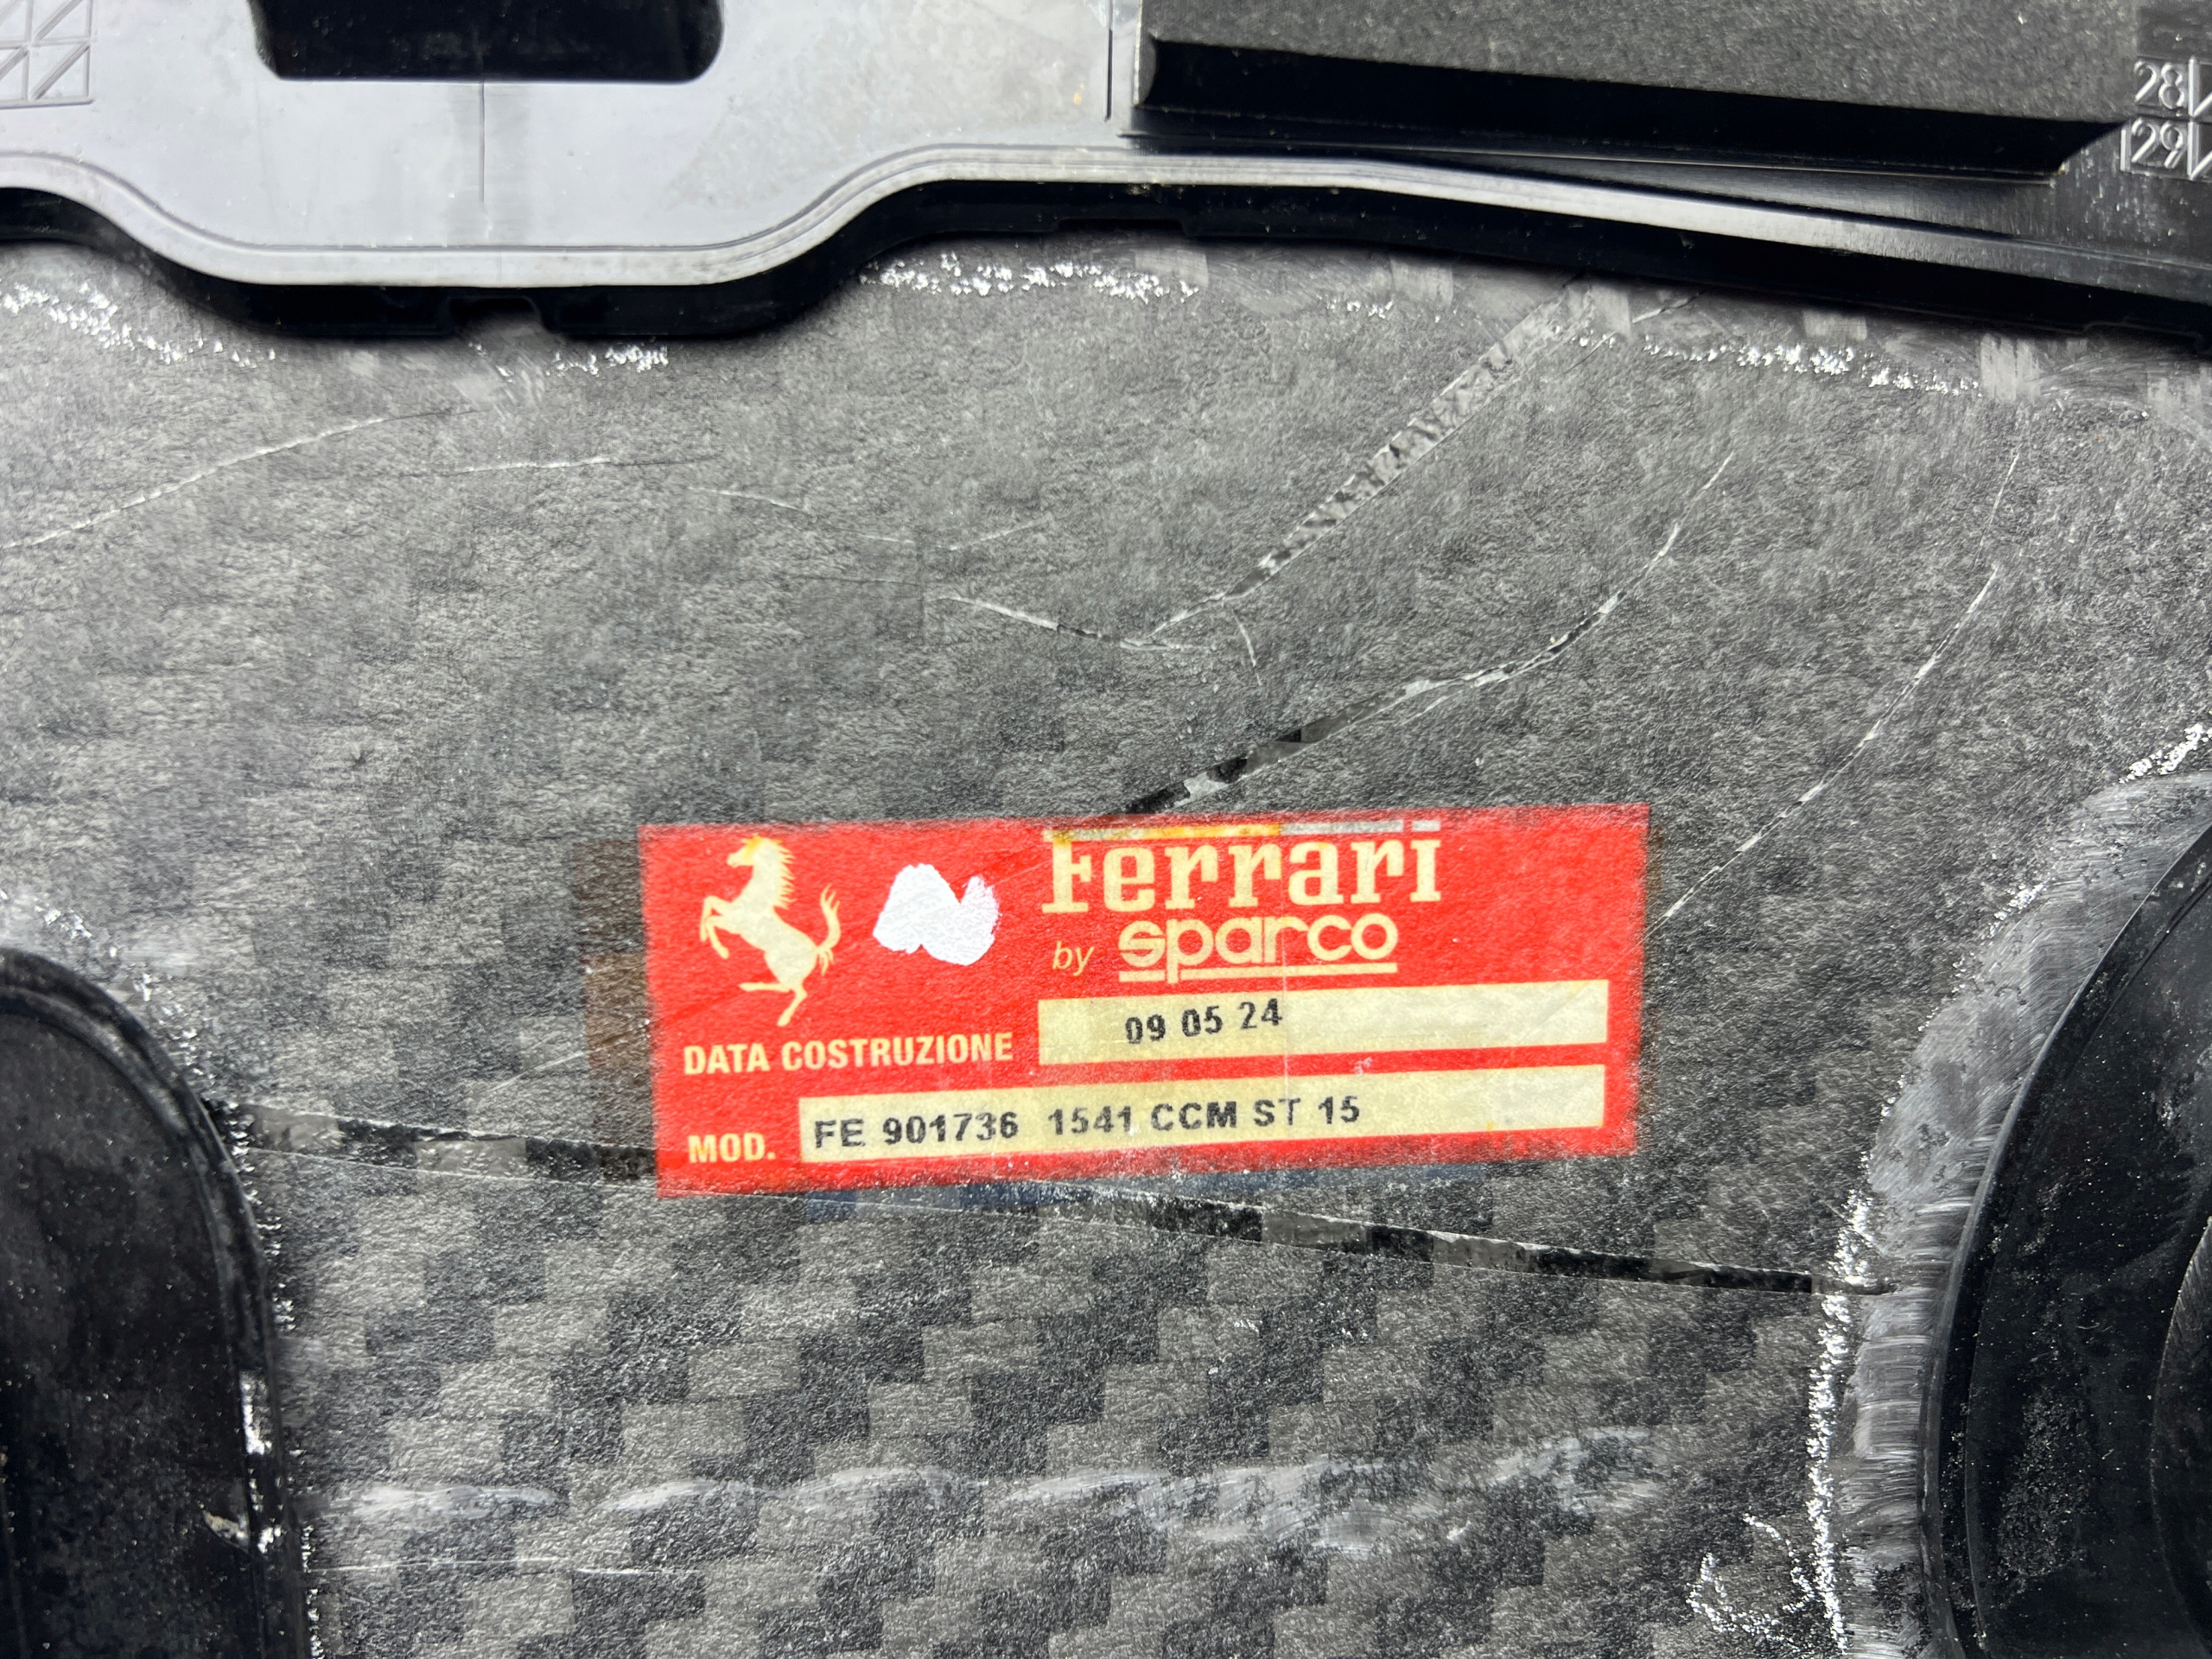 28
29
Ferrari
by sparco
DATA COSTRUZIONE 09 05 24
MOD. FE 901736 1541 CCM ST 15